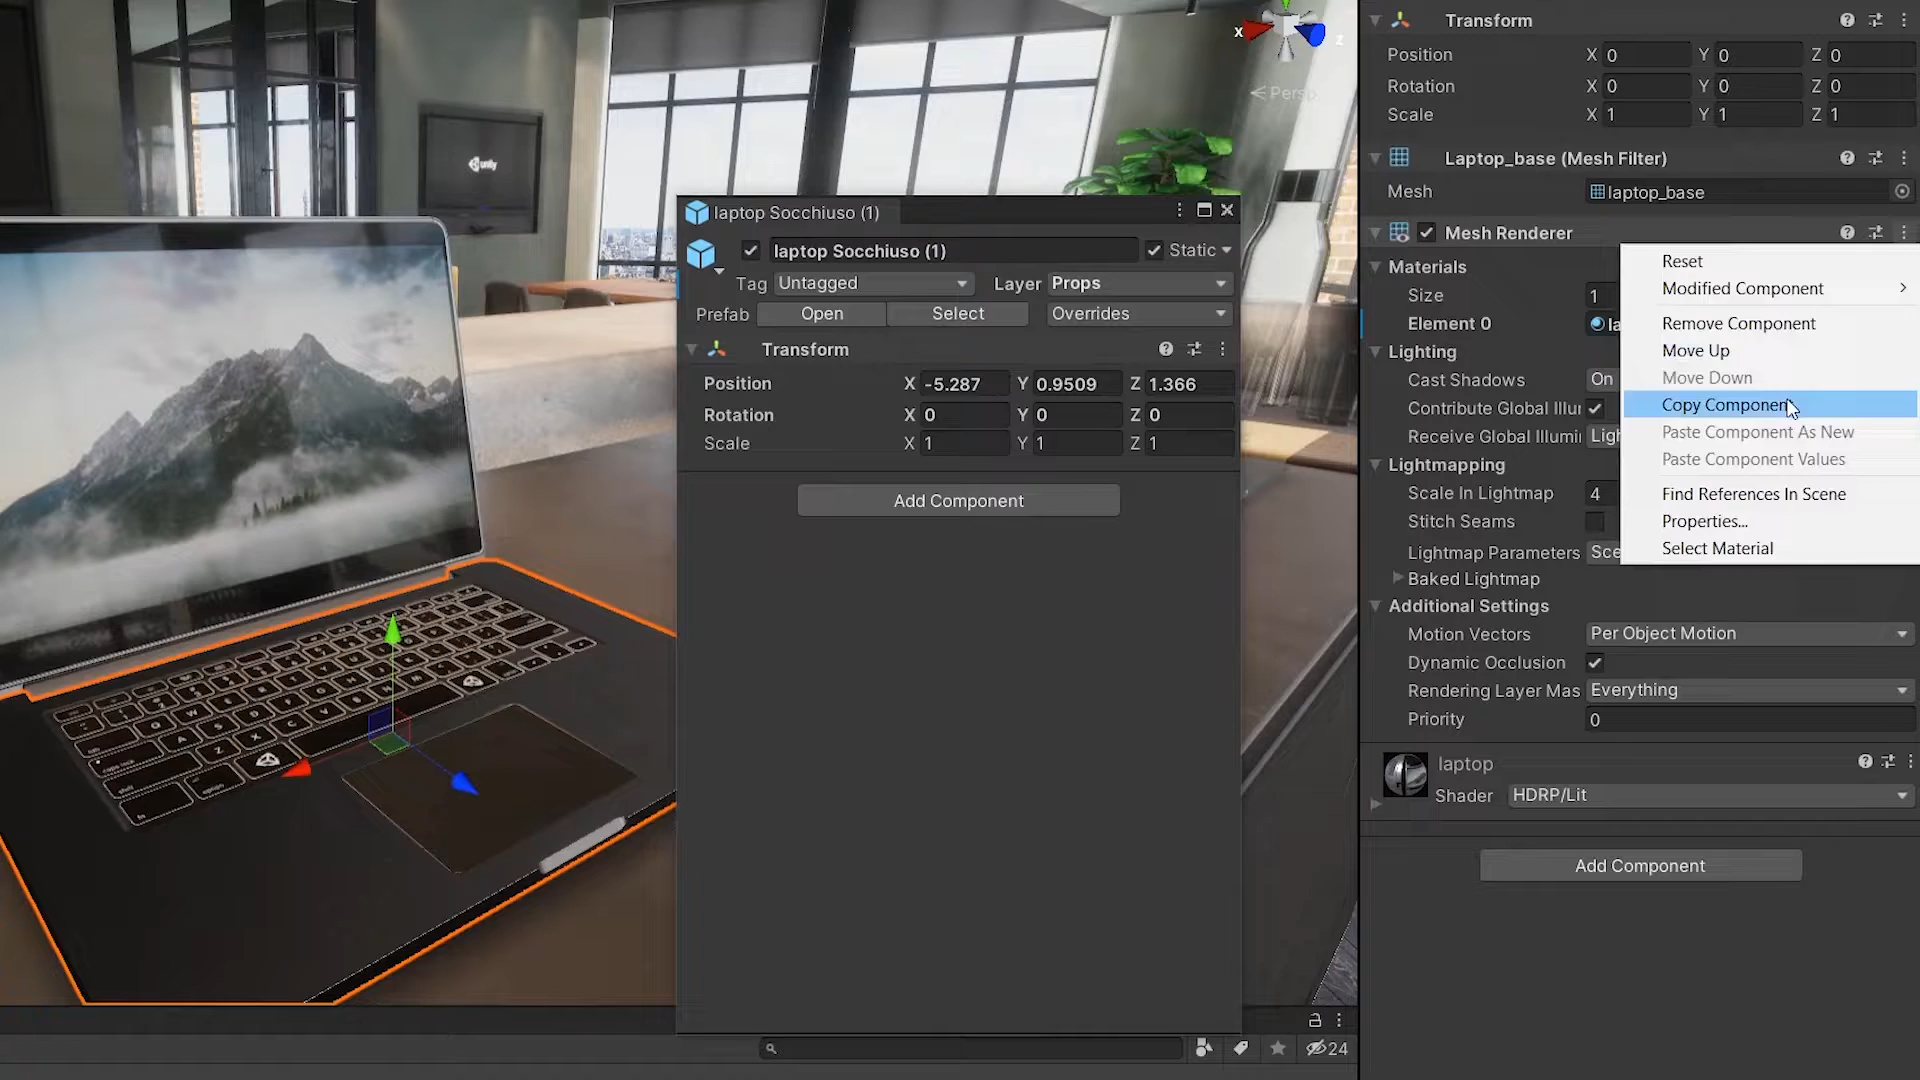 unity
X
Z
Persp
laptop Socchiuso (1)
laptop Socchiuso (1)
Static
Tag Untagged Layer Props
Prefab Open Select Overrides
Transform
Position X -5.287 Y 0.9509 Z 1.366
Rotation X 0 Y 0 Z 0
Scale X 1 Y 1 Z 1
Add Component
24
Transform
Position X 0 Y 0 Z 0
Rotation X 0 Y 0 Z 0
Scale X 1 Y 1 Z 1
Laptop_base (Mesh Filter)
Mesh laptop_base
Mesh Renderer
Materials
Size 1
Element 0 la
Lighting
Cast Shadows On
Contribute Global Illur
Receive Global Illumi Ligh
Lightmapping
Scale In Lightmap 4
Stitch Seams
Lightmap Parameters Sce
Baked Lightmap
Additional Settings
Motion Vectors Per Object Motion
Dynamic Occlusion
Rendering Layer Mas Everything
Priority 0
laptop
Shader HDRP/Lit
Add Component
Reset
Modified Component
Remove Component
Move Up
Move Down
Copy Component
Paste Component As New
Paste Component Values
Find References In Scene
Properties...
Select Material